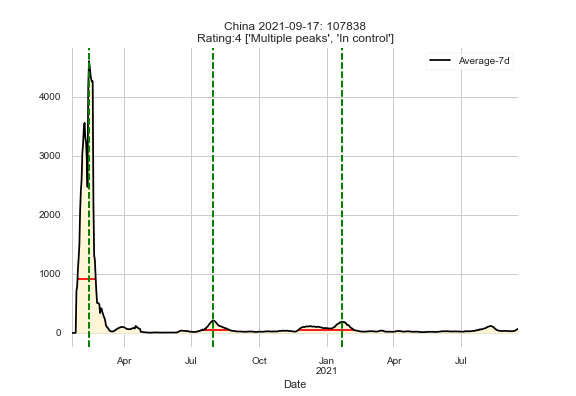 China 2021-09-17: 107838
Rating:4 ['Multiple peaks', 'In control']
Average-7d
4000
3000
2000
1000
0
Apr
Jul
Oct
Jan
2021
Apr
Jul
Date